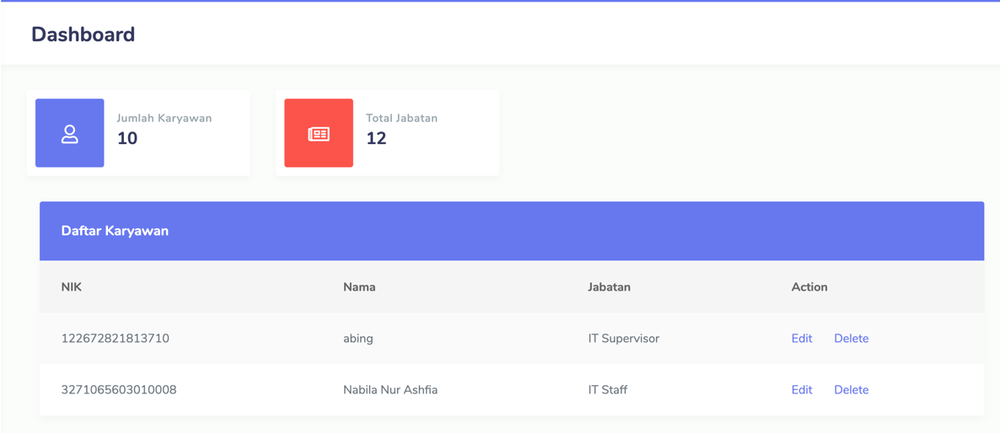 Dashboard
Jumlah Karyawan
10
Total Jabatan
12
Daftar Karyawan
NIK Nama Jabatan Action
122672821813710 abing IT Supervisor Edit Delete
3271065603010008 Nabila Nur Ashfia IT Staff Edit Delete